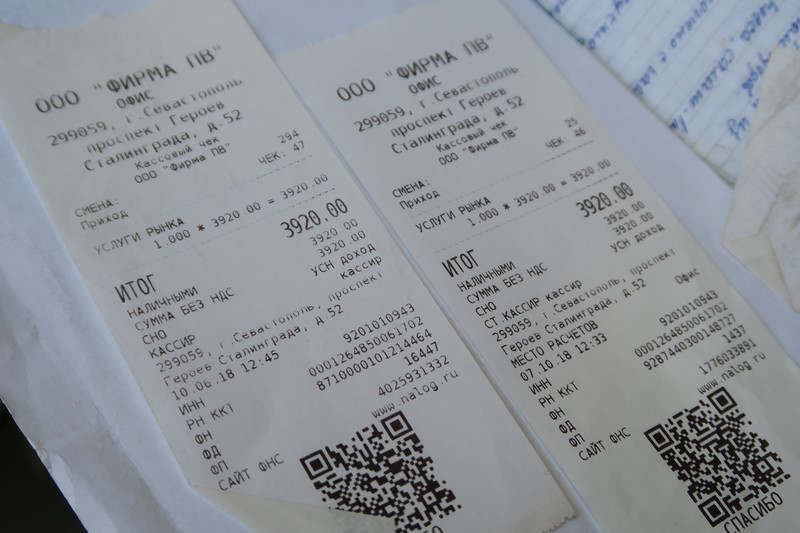 ООО "ФИРМА ПВ"
ОФИС
299059, г.Севастополь
проспект Героев
Сталинграда, д.52
Кассовый чек
ООО "Фирма ПВ"
СМЕНА: 294
Приход ЧЕК: 47
УСЛУГИ РЫНКА
1.000 * 3920.00 = 3920.00
ИТОГ 3920.00
НАЛИЧНЫМИ 3920.00
СУММА БЕЗ НДС 3920.00
СНО УСН доход
КАССИР кассир
299059, г.Севастополь, проспект
Героев Сталинграда, д.52
10.06.18 12:45
ИНН 9201010943
РН ККТ 0001264850061702
ФН 8710000101214464
ФД 16447
ФП 4025931332
САЙТ ФНС www.nalog.ru
ООО "ФИРМА ПВ"
ОФИС
299059, г.Севастополь
проспект Героев
Сталинграда, д.52
Кассовый чек
ООО "Фирма ПВ"
СМЕНА: 25
Приход ЧЕК: 46
УСЛУГИ РЫНКА
1.000 * 3920.00 = 3920.00
ИТОГ 3920.00
НАЛИЧНЫМИ 3920.00
СУММА БЕЗ НДС 3920.00
СНО УСН доход
СТ.КАССИР кассир
299059, г.Севастополь, проспект
Героев Сталинграда, д.52
МЕСТО РАСЧЕТОВ Офис
07.10.18 12:33
ИНН 9201010943
РН ККТ 0001264850061702
ФН 9287440300148727
ФД 1437
ФП 1776033891
САЙТ ФНС www.nalog.ru
СПАСИБО